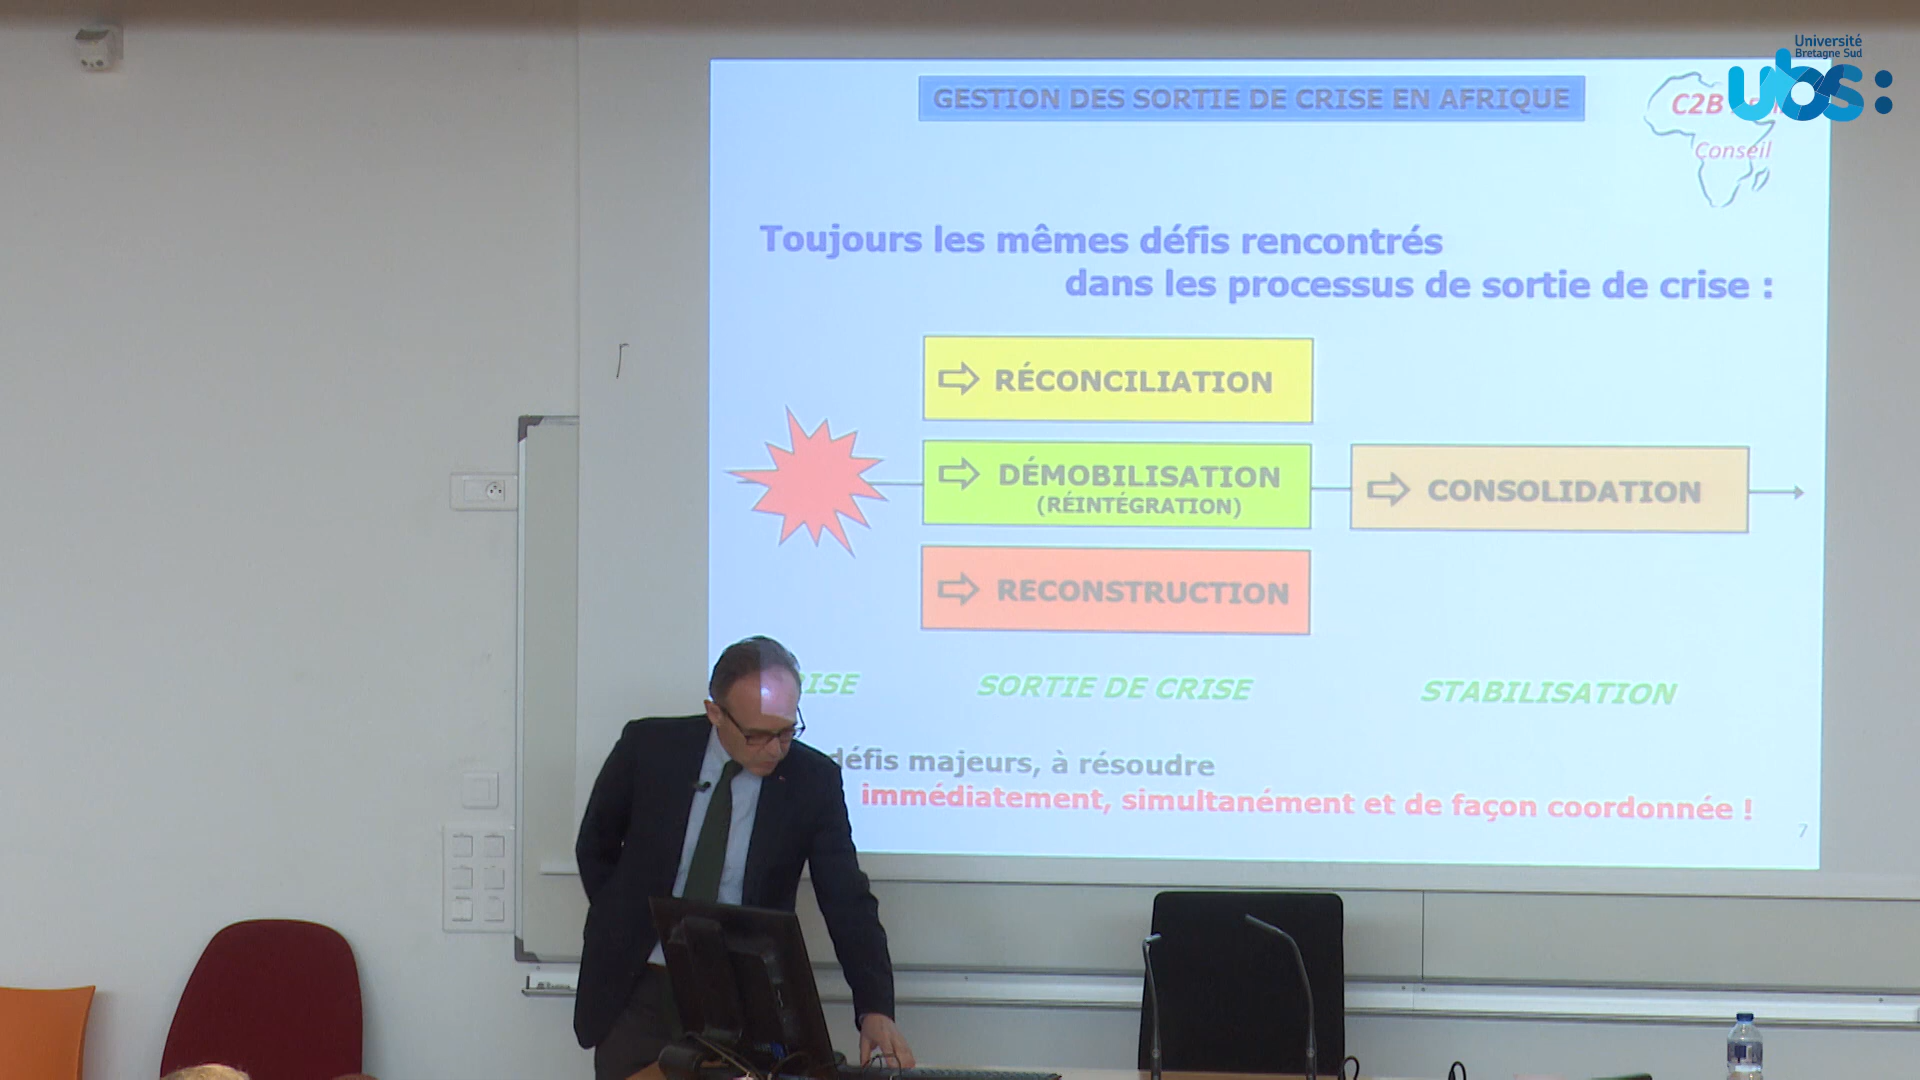 Université
Bretagne Sud
ubs:
GESTION DES SORTIE DE CRISE EN AFRIQUE
C2B
Conseil
Toujours les mêmes défis rencontrés
dans les processus de sortie de crise :
RÉCONCILIATION
DÉMOBILISATION
(RÉINTÉGRATION)
CONSOLIDATION
RECONSTRUCTION
SORTIE DE CRISE
STABILISATION
défis majeurs, à résoudre
immédiatement, simultanément et de façon coordonnée !
7